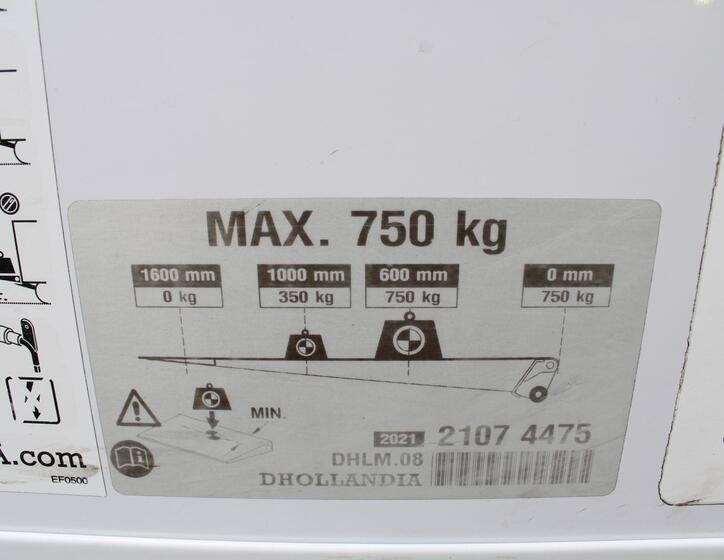 MAX. 750 kg
1600 mm 1000 mm 600 mm 0 mm
0 kg 350 kg 750 kg 750 kg
MIN.
2021 2107 4475
DHLM.08
DHOLLANDIA
A.com
EF0500